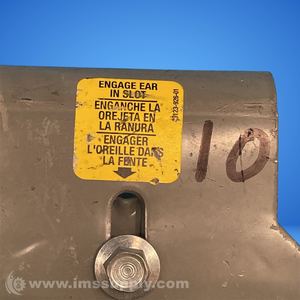 ENGAGE EAR
IN SLOT
ENGANCHE LA
OREJETA EN
LA RANURA
ENGAGER
L'OREILLE DANS
LA FENTE
10
© www.imssupply.com